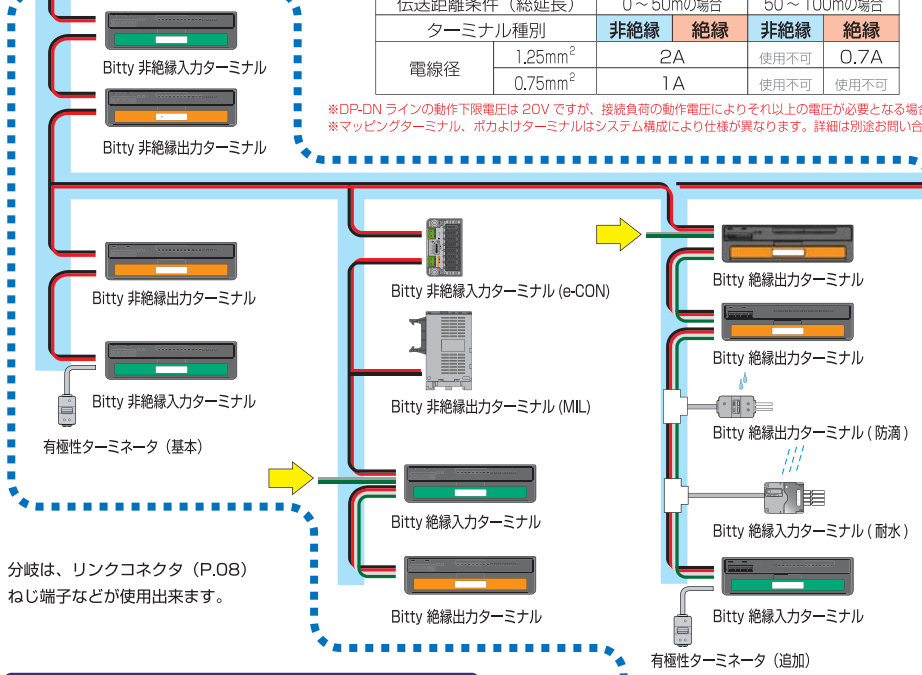 伝送距離条件（総延長）　0～50mの場合　50～100mの場合
ターミナル種別　非絶縁　絶縁　非絶縁　絶縁
電線径　1.25mm²　2A　使用不可　0.7A
0.75mm²　1A　使用不可　使用不可
※DP-DN ラインの動作下限電圧は 20V ですが、接続負荷の動作電圧によりそれ以上の電圧が必要となる場合
※マッピングターミナル、ポカよけターミナルはシステム構成により仕様が異なります。詳細は別途お問い合
Bitty 非絶縁入力ターミナル
Bitty 非絶縁出力ターミナル
Bitty 非絶縁出力ターミナル
Bitty 非絶縁入力ターミナル
有極性ターミネータ（基本）
Bitty 非絶縁入力ターミナル (e-CON)
Bitty 非絶縁出力ターミナル (MIL)
Bitty 絶縁入力ターミナル
Bitty 絶縁出力ターミナル
Bitty 絶縁出力ターミナル
Bitty 絶縁出力ターミナル
Bitty 絶縁出力ターミナル ( 防滴 )
Bitty 絶縁入力ターミナル ( 耐水 )
Bitty 絶縁入力ターミナル
有極性ターミネータ（追加）
分岐は、リンクコネクタ（P.08）
ねじ端子などが使用出来ます。